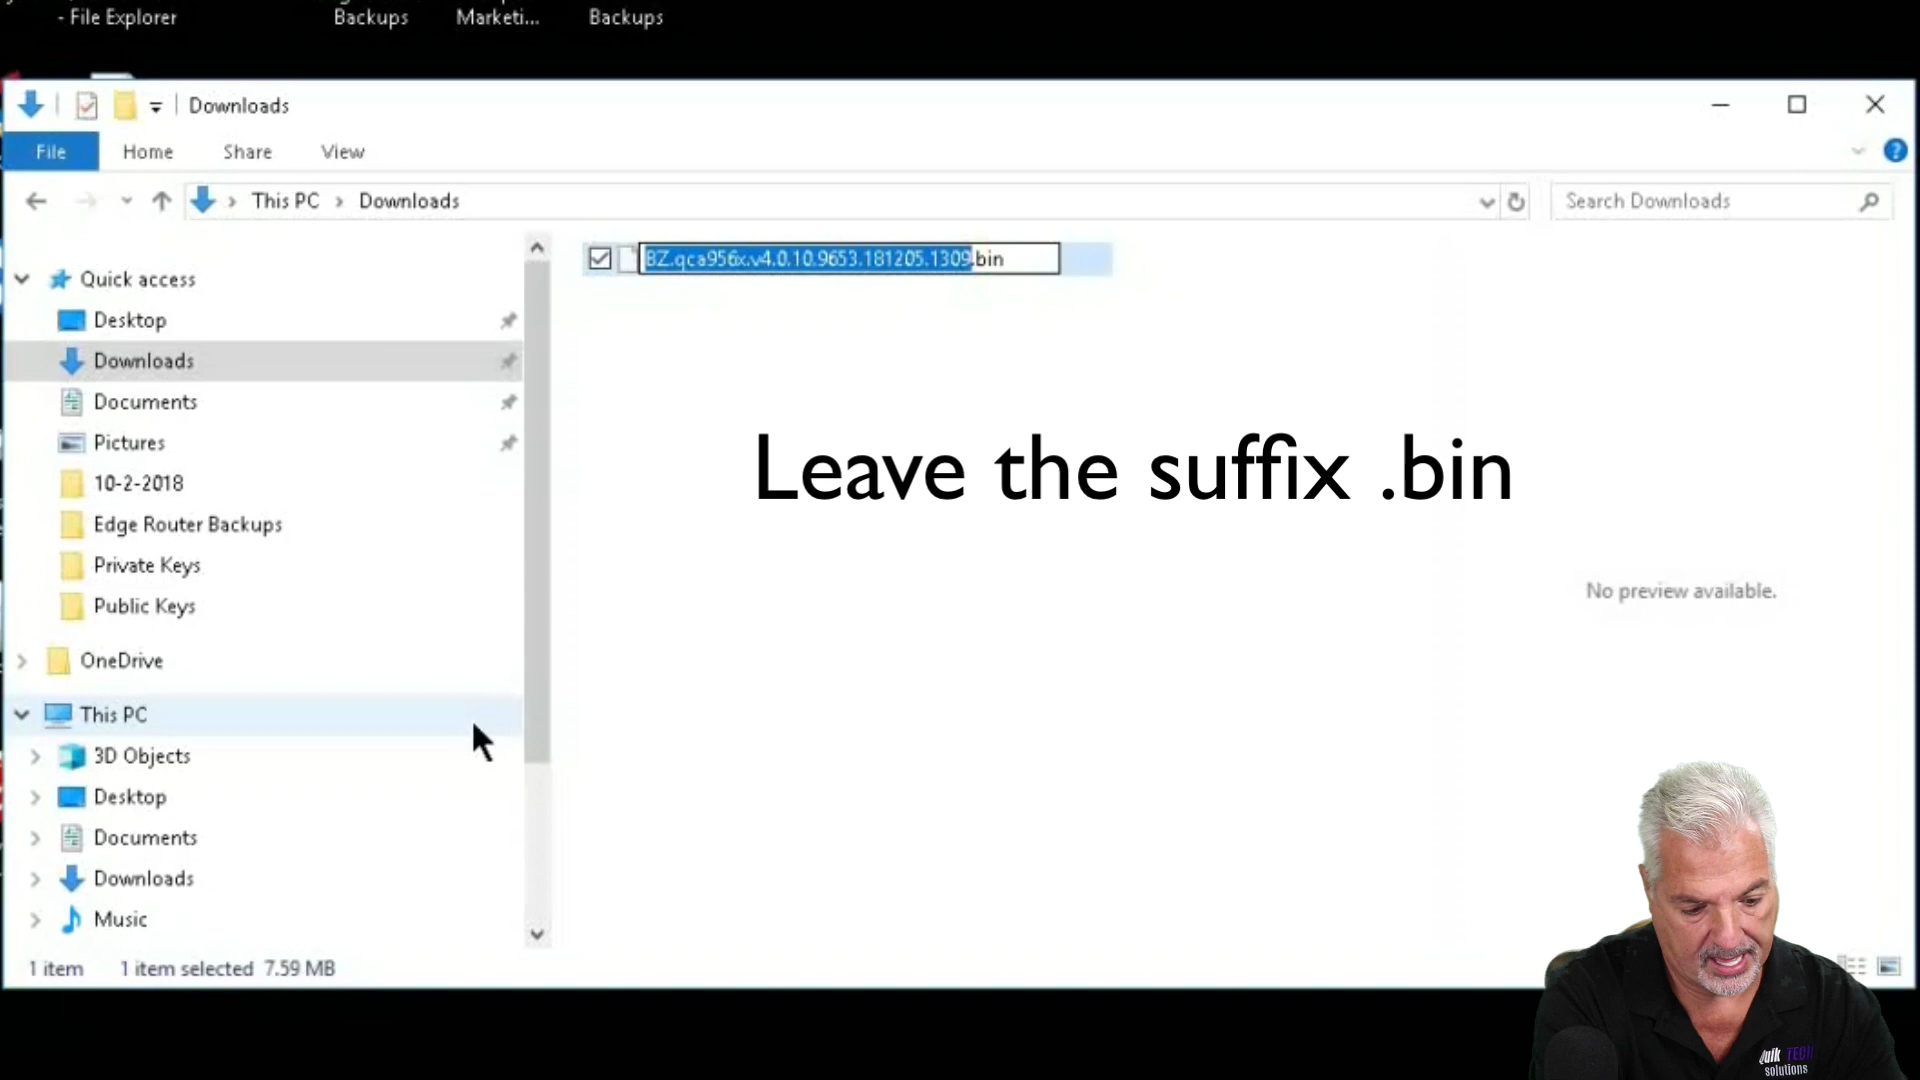 - File Explorer
Backups
Marketi...
Backups
Downloads
File
Home
Share
View
This PC
Downloads
Search Downloads
Quick access
Desktop
Downloads
Documents
Pictures
10-2-2018
Edge Router Backups
Private Keys
Public Keys
OneDrive
This PC
3D Objects
Desktop
Documents
Downloads
Music
BZ.qca956x.v4.0.10.9653.181205.1309.bin
Leave the suffix .bin
No preview available.
1 item
1 item selected 7.59 MB
Quik TECH
solutions